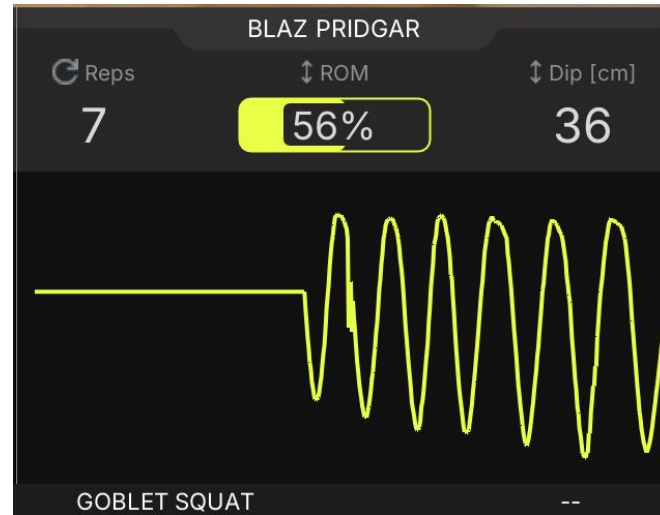 BLAZ PRIDGAR
Reps
ROM
Dip [cm]
7
56%
36
GOBLET SQUAT
--